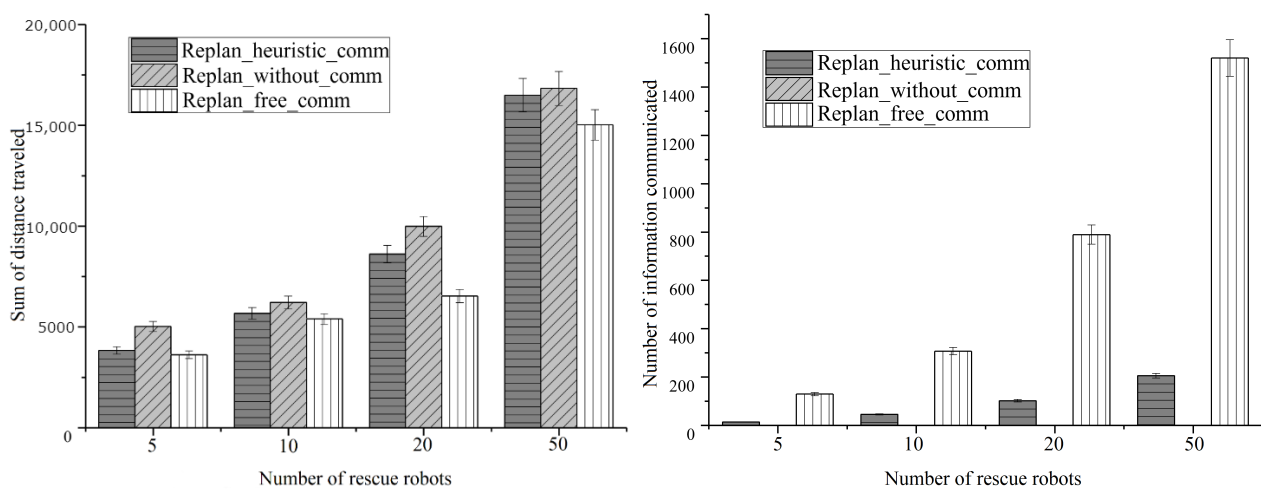 20,000
15,000
10,000
5000
0
Sum of distance traveled
Replan_heuristic_comm
Replan_without_comm
Replan_free_comm
5
10
20
50
Number of rescue robots
1600
1400
1200
1000
800
600
400
200
0
Number of information communicated
Replan_heuristic_comm
Replan_without_comm
Replan_free_comm
5
10
20
50
Number of rescue robots